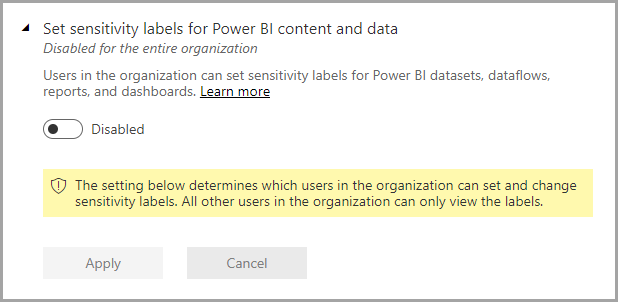 Set sensitivity labels for Power BI content and data
Disabled for the entire organization
Users in the organization can set sensitivity labels for Power BI datasets, dataflows,
reports, and dashboards. Learn more
Disabled
The setting below determines which users in the organization can set and change
sensitivity labels. All other users in the organization can only view the labels.
Apply
Cancel